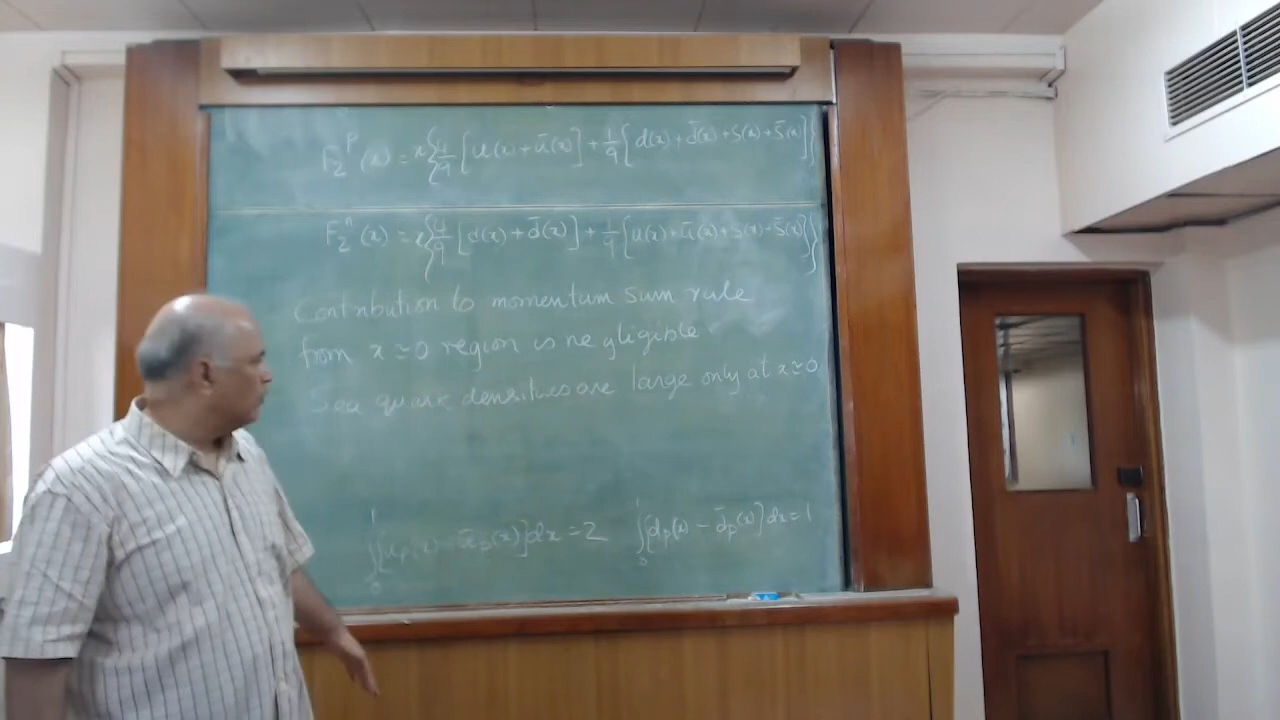 F₂ᵖ(x) = x{4/9 [u(x) + ū(x)] + 1/9 [d(x) + d̄(x) + s(x) + s̄(x)]}
F₂ⁿ(x) = x{4/9 [d(x) + d̄(x)] + 1/9 [u(x) + ū(x) + s(x) + s̄(x)]}
Contribution to momentum sum rule
from x ≃ 0 region is negligible.
Sea quark densities are large only at x ≃ 0
∫₀¹ [uₚ(x) − ūₚ(x)] dx = 2 ∫₀¹ [dₚ(x) − d̄ₚ(x)] dx = 1